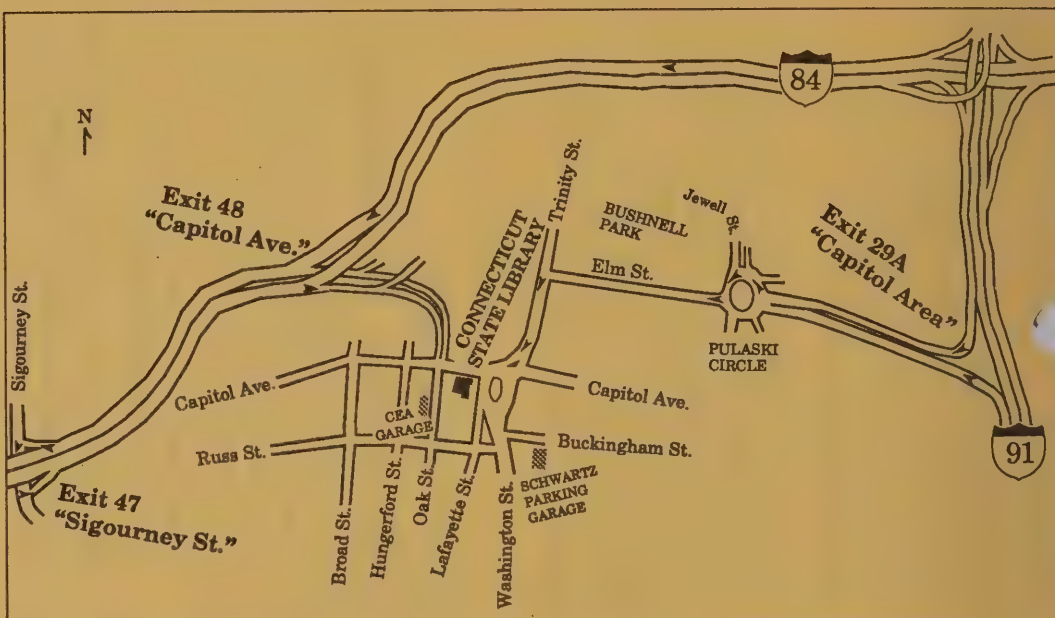 84
N
Trinity St.
Exit 48
"Capitol Ave."
Jewell
St.
BUSHNELL
PARK
Exit 29A
"Capitol Area"
CONNECTICUT
STATE LIBRARY
Elm St.
Sigourney St.
PULASKI
CIRCLE
Capitol Ave.
Capitol Ave.
CEA
GARAGE
Russ St.
Buckingham St.
91
Exit 47
"Sigourney St."
SCHWARTZ
PARKING
GARAGE
Broad St.
Hungerford St.
Oak St.
Lafayette St.
Washington St.